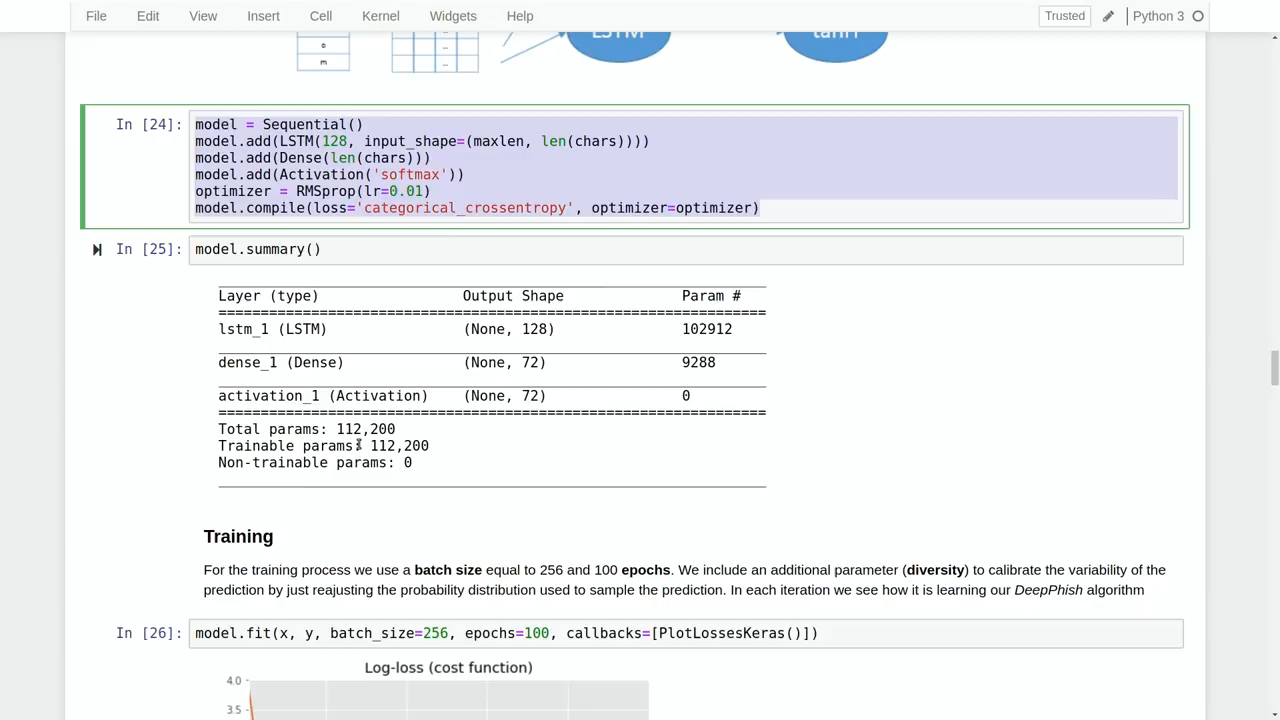 File Edit View Insert Cell Kernel Widgets Help Trusted Python 3
LSTM tanh
e ...
m ...
In [24]: model = Sequential()
model.add(LSTM(128, input_shape=(maxlen, len(chars))))
model.add(Dense(len(chars)))
model.add(Activation('softmax'))
optimizer = RMSprop(lr=0.01)
model.compile(loss='categorical_crossentropy', optimizer=optimizer)
In [25]: model.summary()
Layer (type) Output Shape Param #
=================================================================
lstm_1 (LSTM) (None, 128) 102912
dense_1 (Dense) (None, 72) 9288
activation_1 (Activation) (None, 72) 0
=================================================================
Total params: 112,200
Trainable params: 112,200
Non-trainable params: 0
Training
For the training process we use a batch size equal to 256 and 100 epochs. We include an additional parameter (diversity) to calibrate the variability of the
prediction by just reajusting the probability distribution used to sample the prediction. In each iteration we see how it is learning our DeepPhish algorithm
In [26]: model.fit(x, y, batch_size=256, epochs=100, callbacks=[PlotLossesKeras()])
Log-loss (cost function)
4.0
3.5